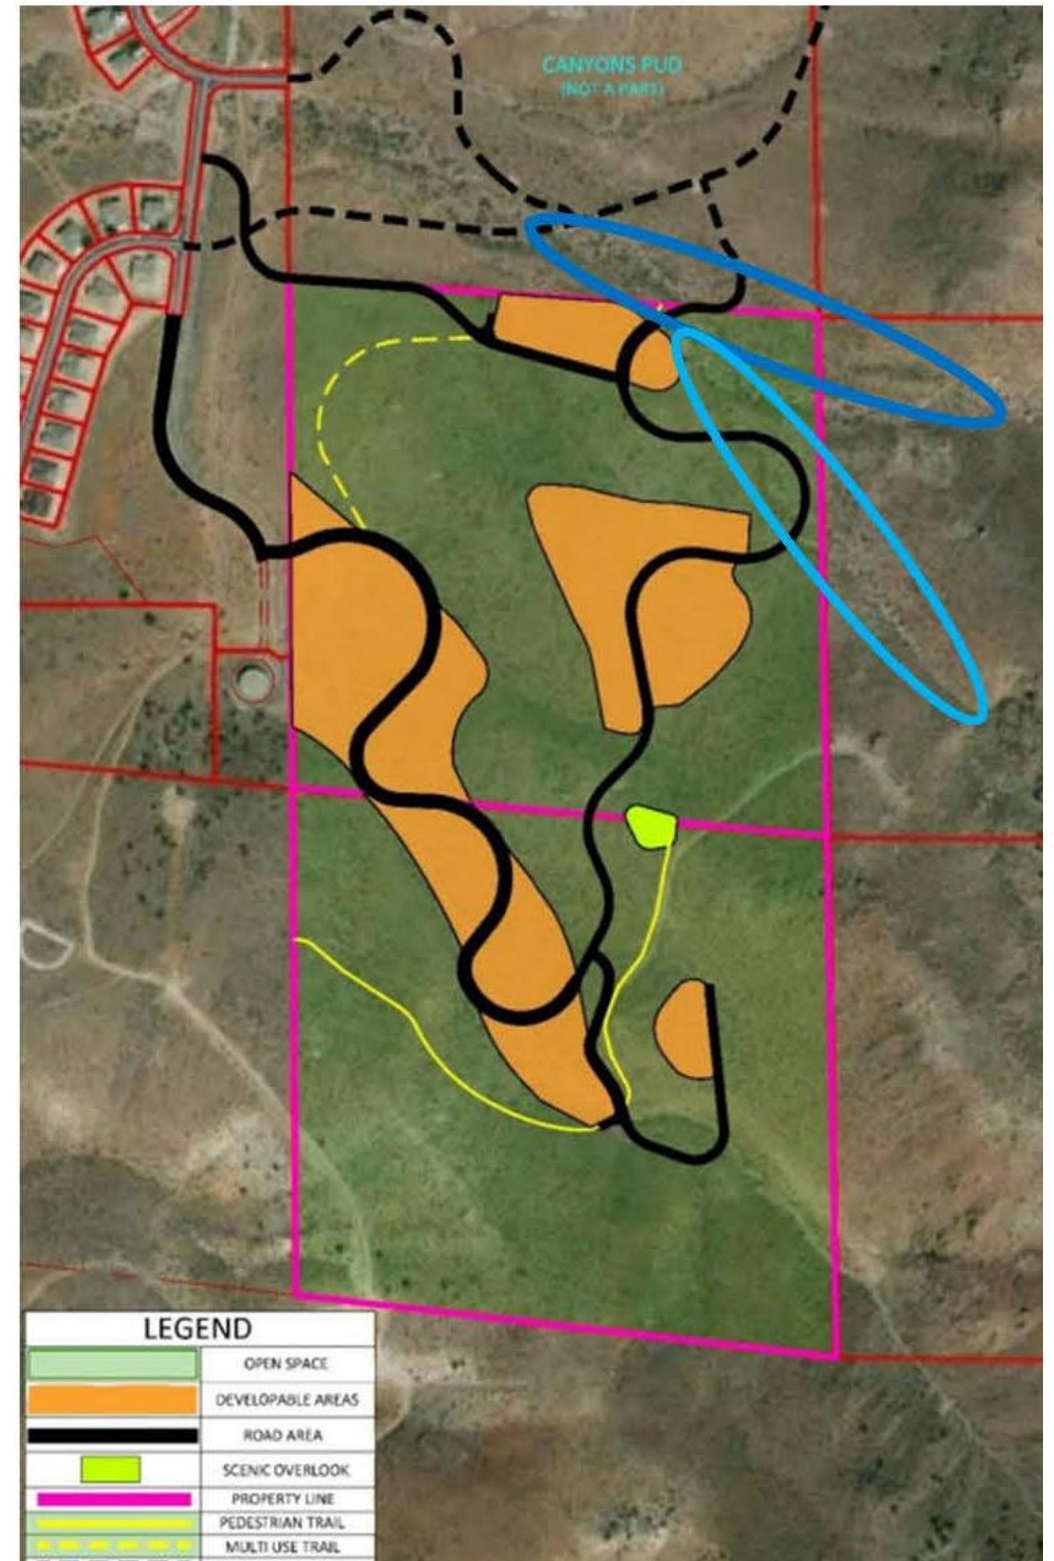 CANYONS PUD
(NOT A PART)
LEGEND
OPEN SPACE
DEVELOPABLE AREAS
ROAD AREA
SCENIC OVERLOOK
PROPERTY LINE
PEDESTRIAN TRAIL
MULTI USE TRAIL